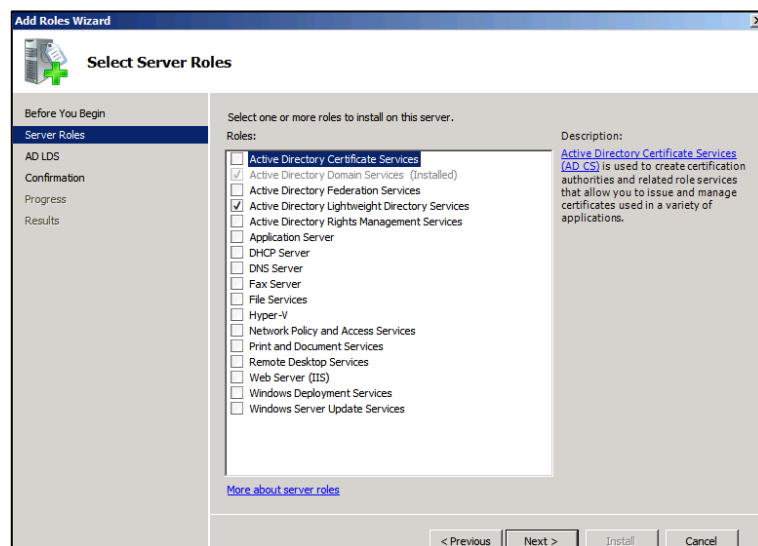 Add Roles Wizard
Select Server Roles
Before You Begin
Server Roles
AD LDS
Confirmation
Progress
Results
Select one or more roles to install on this server.
Roles:
Active Directory Certificate Services
Active Directory Domain Services (Installed)
Active Directory Federation Services
Active Directory Lightweight Directory Services
Active Directory Rights Management Services
Application Server
DHCP Server
DNS Server
Fax Server
File Services
Hyper-V
Network Policy and Access Services
Print and Document Services
Remote Desktop Services
Web Server (IIS)
Windows Deployment Services
Windows Server Update Services
More about server roles
Description:
Active Directory Certificate Services
(AD CS) is used to create certification
authorities and related role services
that allow you to issue and manage
certificates used in a variety of
applications.
< Previous
Next >
Install
Cancel